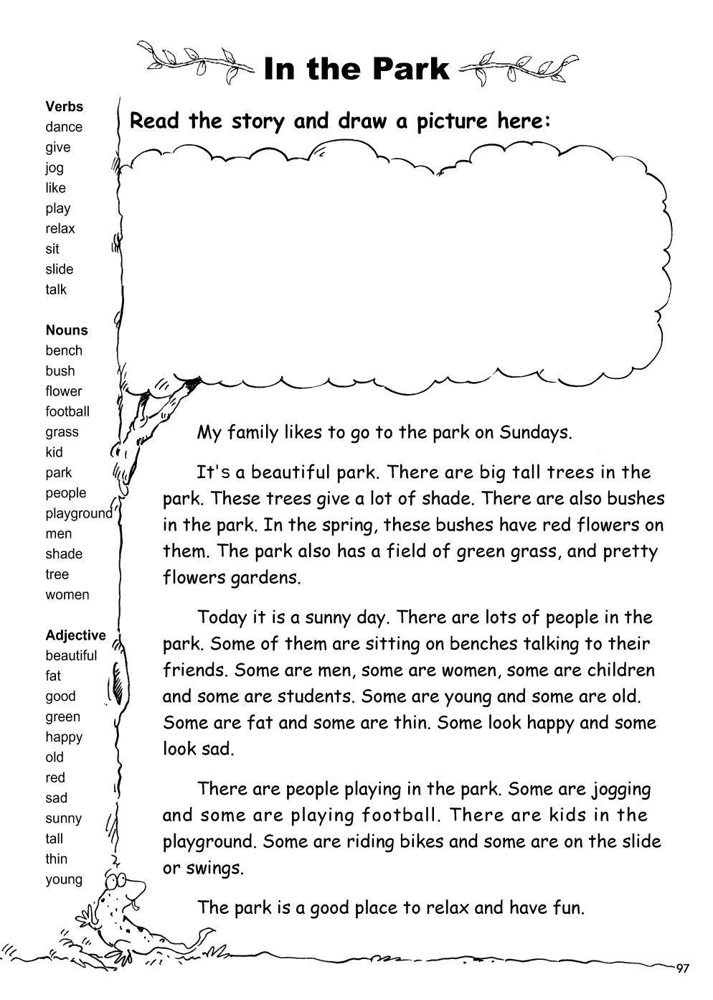 In the Park
Verbs
dance
give
jog
like
play
relax
sit
slide
talk
Nouns
bench
bush
flower
football
grass
kid
park
people
playground
men
shade
tree
women
Adjective
beautiful
fat
good
green
happy
old
red
sad
sunny
tall
thin
young
Read the story and draw a picture here:
My family likes to go to the park on Sundays.
It's a beautiful park. There are big tall trees in the
park. These trees give a lot of shade. There are also bushes
in the park. In the spring, these bushes have red flowers on
them. The park also has a field of green grass, and pretty
flowers gardens.
Today it is a sunny day. There are lots of people in the
park. Some of them are sitting on benches talking to their
friends. Some are men, some are women, some are children
and some are students. Some are young and some are old.
Some are fat and some are thin. Some look happy and some
look sad.
There are people playing in the park. Some are jogging
and some are playing football. There are kids in the
playground. Some are riding bikes and some are on the slide
or swings.
The park is a good place to relax and have fun.
97